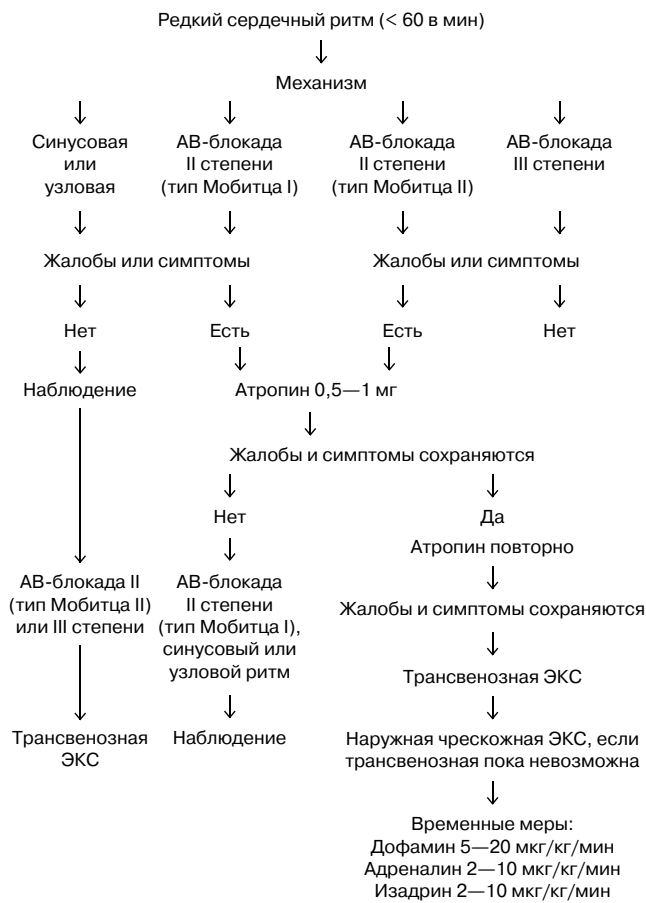 Редкий сердечный ритм (< 60 в мин)
Механизм
Синусовая
или
узловая
АВ-блокада
II степени
(тип Мобитца I)
АВ-блокада
II степени
(тип Мобитца II)
АВ-блокада
III степени
Жалобы или симптомы
Жалобы или симптомы
Нет
Есть
Есть
Нет
Наблюдение
Атропин 0,5—1 мг
Жалобы и симптомы сохраняются
Нет
Да
Атропин повторно
АВ-блокада II
(тип Мобитца II)
или III степени
АВ-блокада
II степени
(тип Мобитца I),
синусовый или
узловой ритм
Жалобы и симптомы сохраняются
Трансвенозная ЭКС
Трансвенозная
ЭКС
Наблюдение
Наружная чрескожная ЭКС, если
трансвенозная пока невозможна
Временные меры:
Дофамин 5—20 мкг/кг/мин
Адреналин 2—10 мкг/кг/мин
Изадрин 2—10 мкг/кг/мин